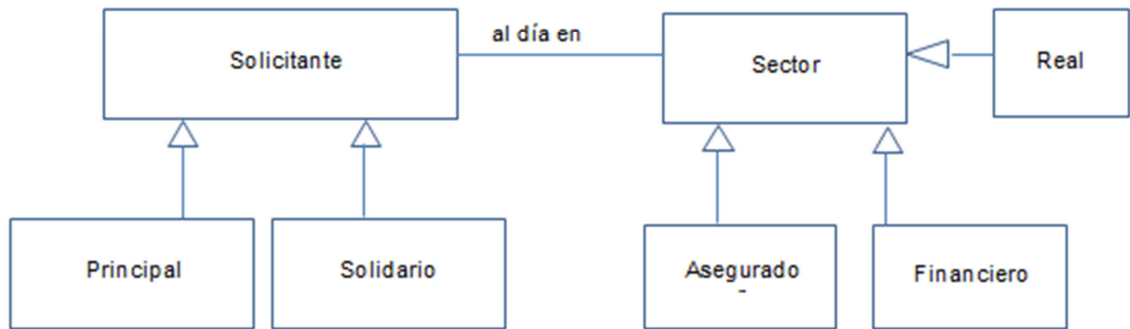 al día en
Solicitante
Sector
Real
Principal
Solidario
Asegurado
Financiero